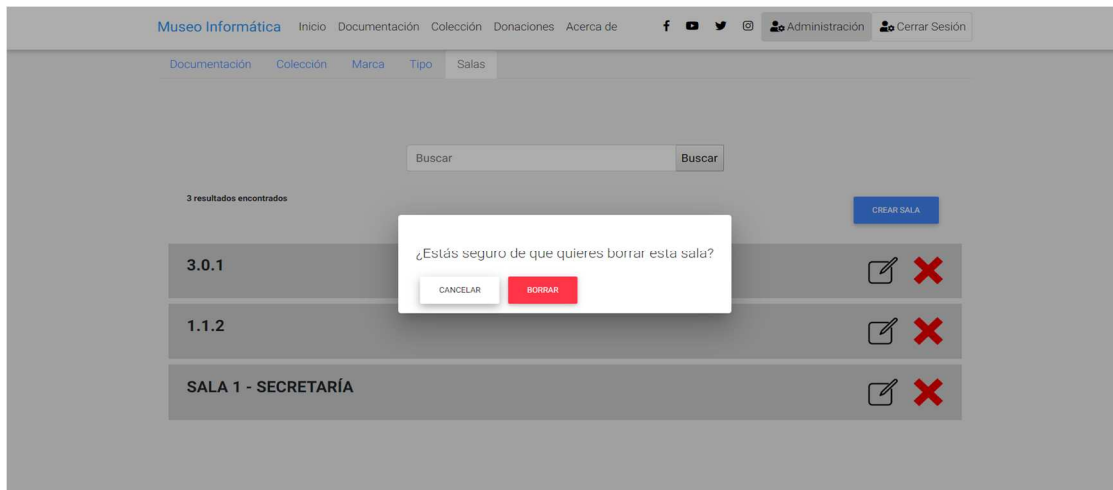 Museo Informática Inicio Documentación Colección Donaciones Acerca de Administración Cerrar Sesión
Documentación Colección Marca Tipo Salas
Buscar Buscar
3 resultados encontrados
CREAR SALA
¿Estás seguro de que quieres borrar esta sala?
CANCELAR BORRAR
3.0.1
1.1.2
SALA 1 - SECRETARÍA